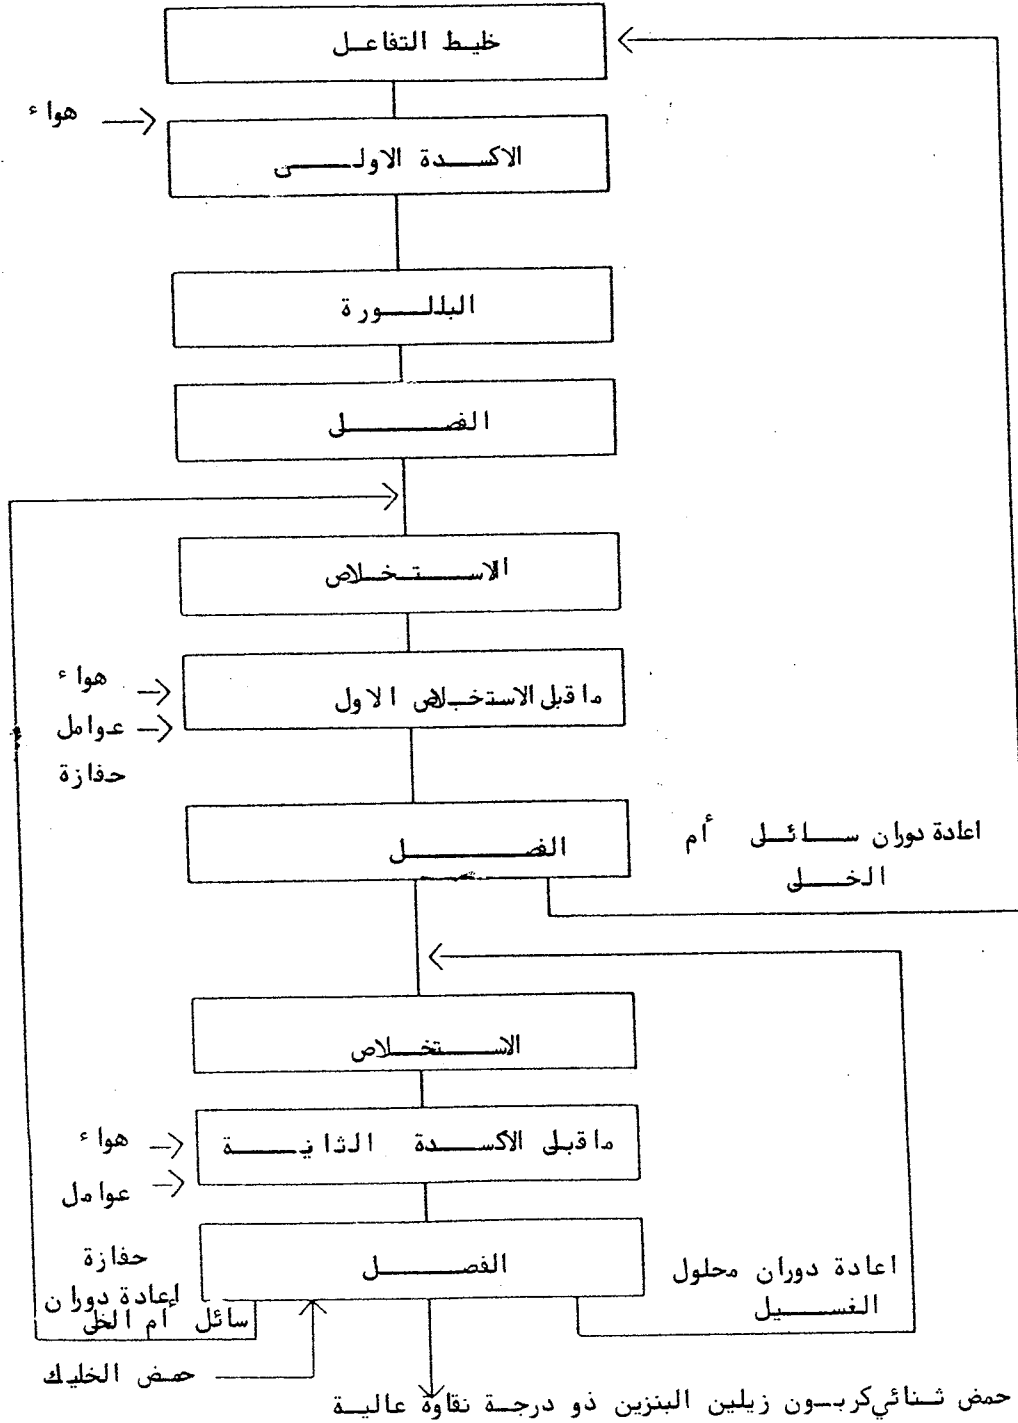 خليط التفاعل
هواء
الاكسدة الاولى
البللورة
الفصل
الاستخلاص
هواء
ما قبل الاستخلاص الاول
عوامل
حفازة
الفصل
اعادة دوران سائل أم
الخل
الاستخلاص
هواء
ما قبل الاكسدة الثانية
عوامل
حفازة
الفصل
اعادة دوران محلول
الغسيل
اعادة دوران
سائل أم الخل
حمض الخليك
حمض ثنائي كربون زيلين البنزين ذو درجة نقاوة عالية